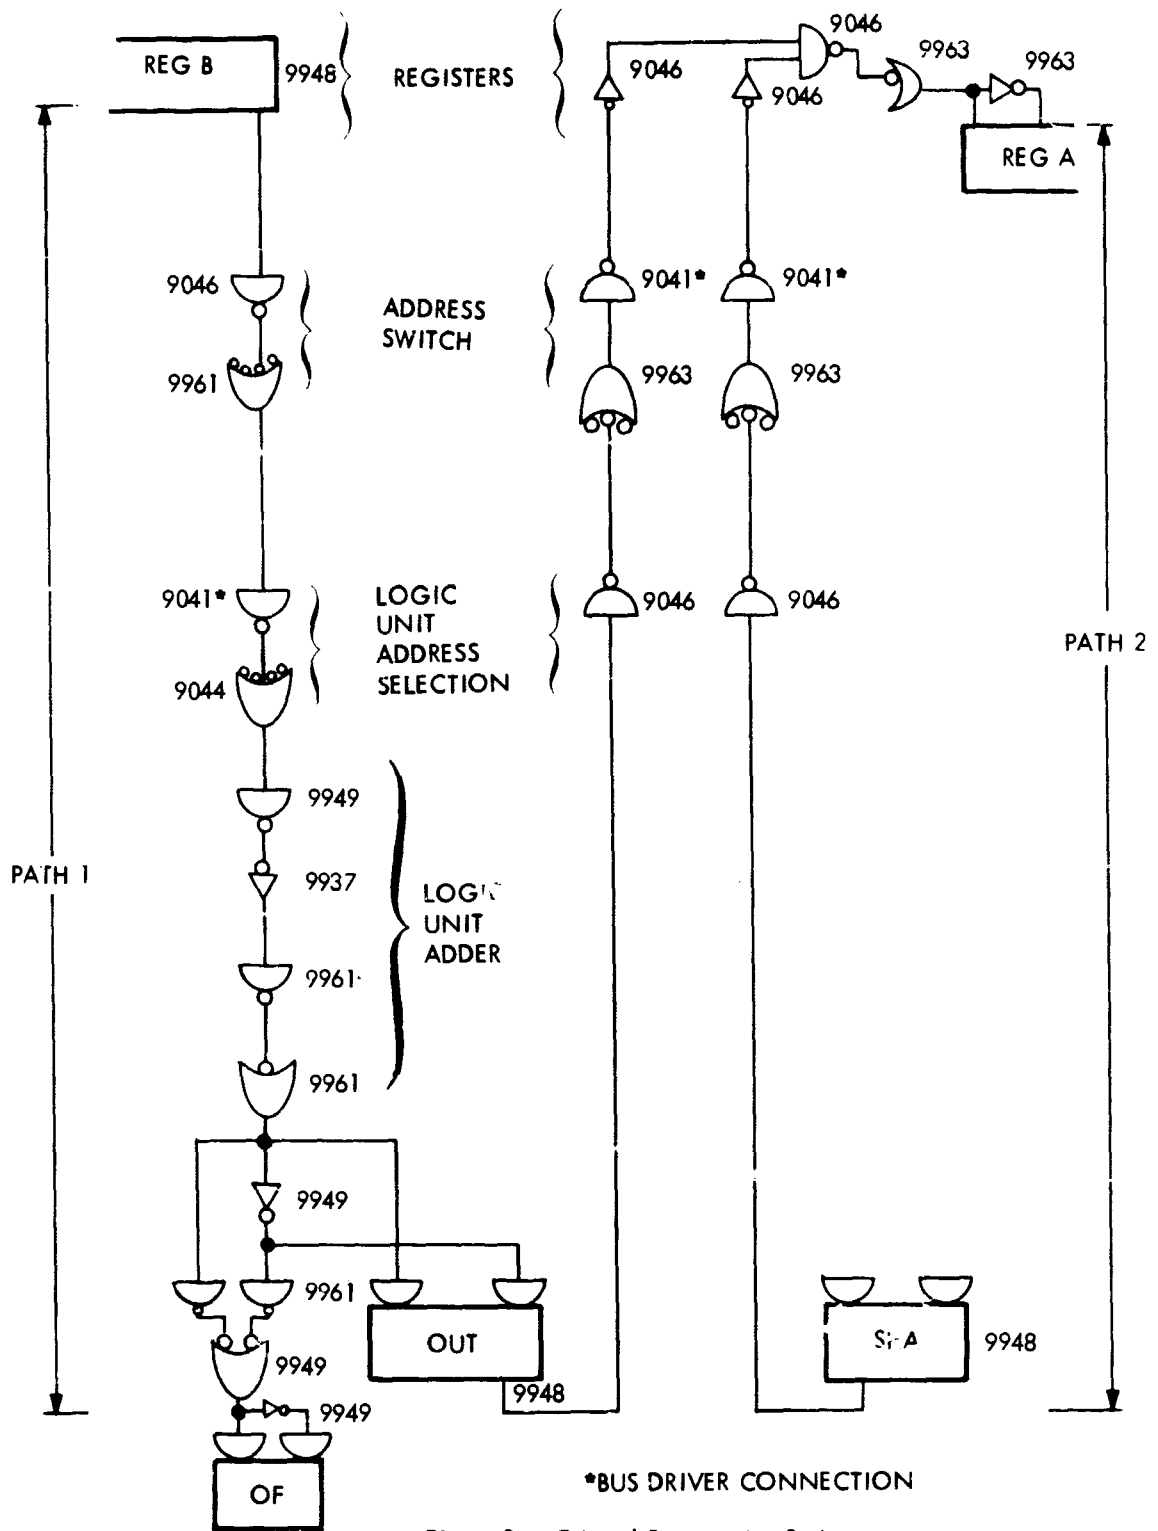 9046
REG B
9948
REGISTERS
9046
9046
9963
9963
REG A
9046
9961
ADDRESS
SWITCH
9041*
9041*
9963
9963
9041*
9044
LOGIC
UNIT
ADDRESS
SELECTION
9046
9046
PATH 2
9949
9937
9961
9961
LOGIC
UNIT
ADDER
PATH 1
9949
9961
9949
9949
OUT
9948
9948
OF
*BUS DRIVER CONNECTION